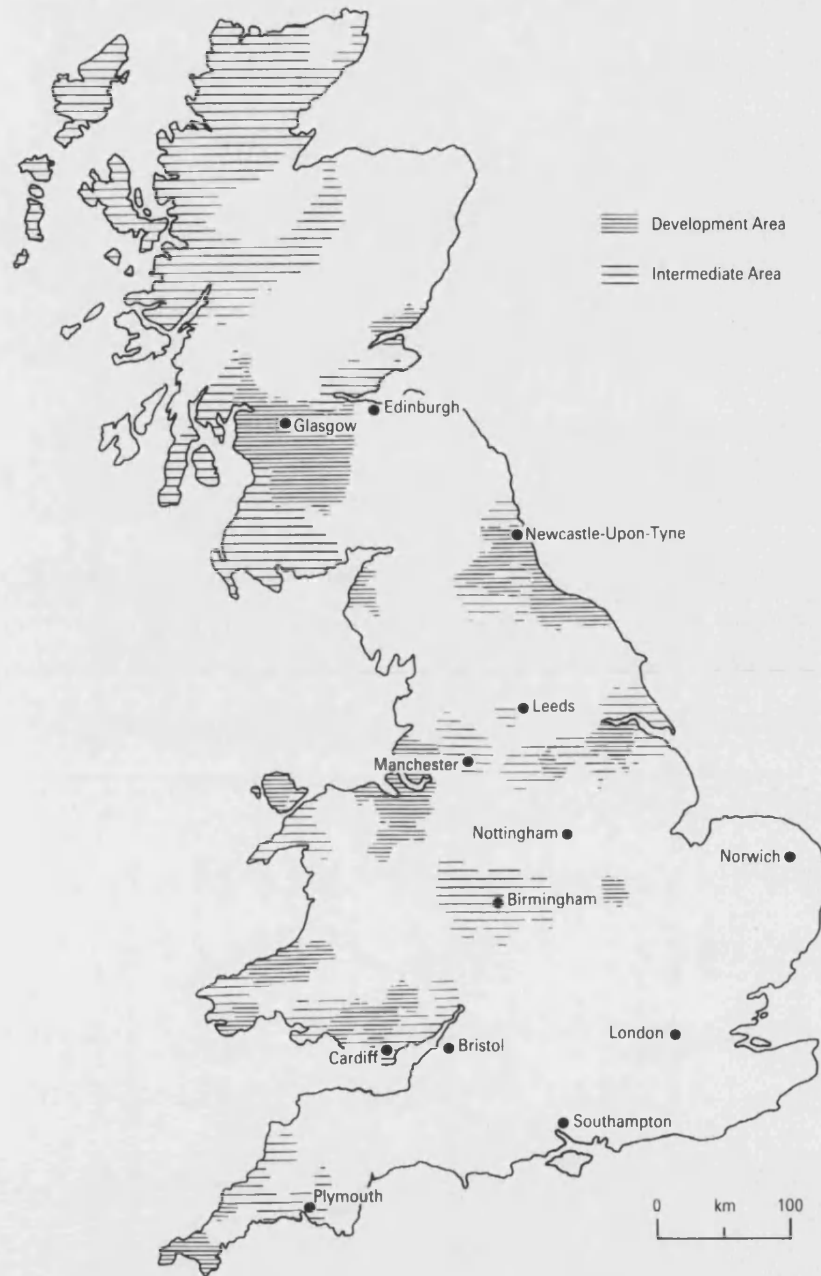 Development Area
Intermediate Area
Edinburgh
Glasgow
Newcastle-Upon-Tyne
Leeds
Manchester
Nottingham
Norwich
Birmingham
London
Cardiff
Bristol
Southampton
Plymouth
0 km 100